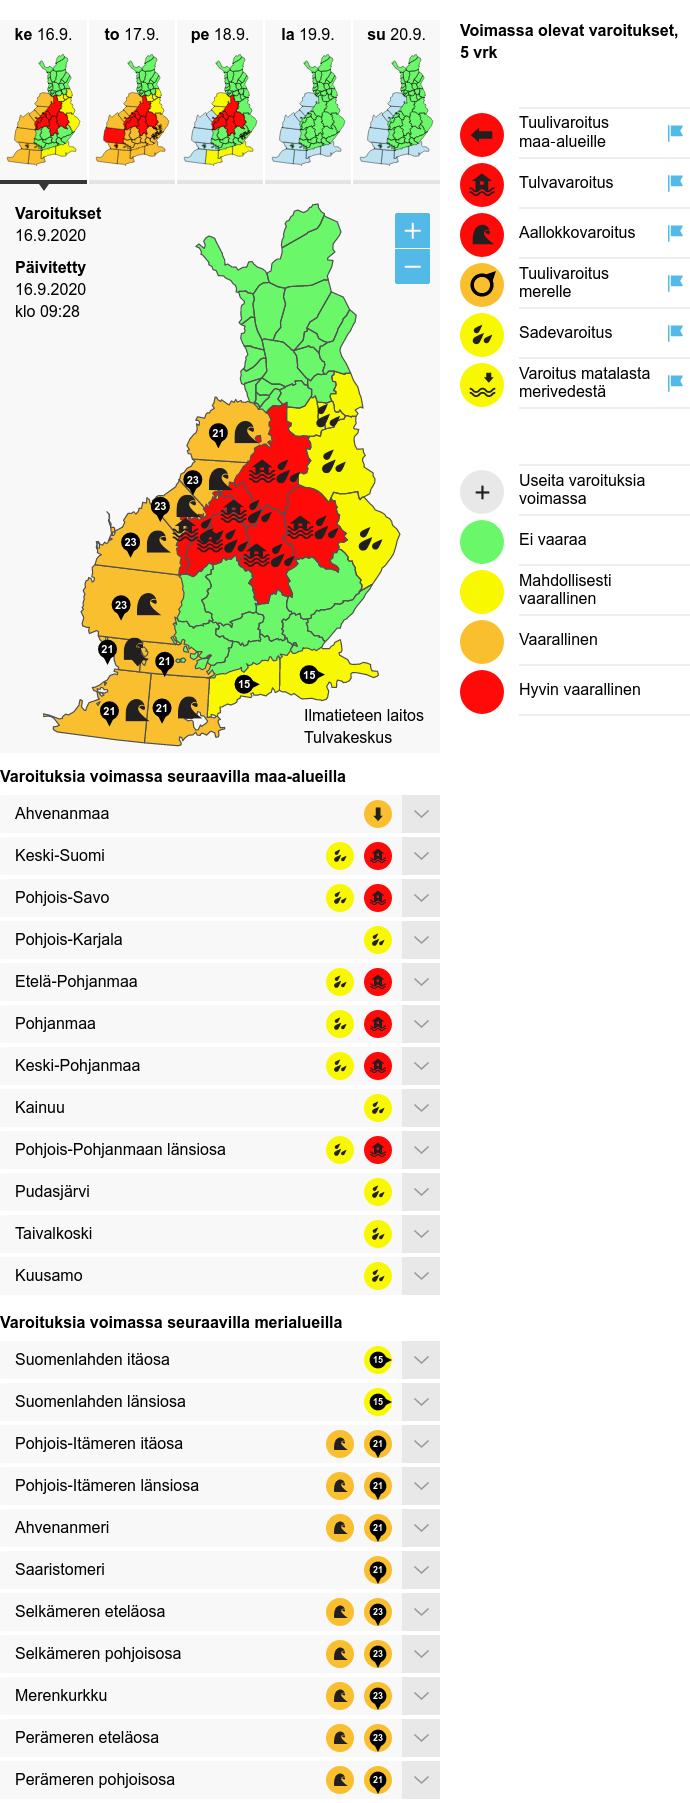 ke 16.9.
to 17.9.
pe 18.9.
la 19.9.
su 20.9.
Varoitukset
16.9.2020
Päivitetty
16.9.2020
klo 09:28
+
−
21
23
23
23
23
21
21
21
21
15
15
Ilmatieteen laitos
Tulvakeskus
Voimassa olevat varoitukset,
5 vrk
Tuulivaroitus
maa-alueille
Tulvavaroitus
Aallokkovaroitus
Tuulivaroitus
merelle
Sadevaroitus
Varoitus matalasta
merivedestä
+
Useita varoituksia
voimassa
Ei vaaraa
Mahdollisesti
vaarallinen
Vaarallinen
Hyvin vaarallinen
Varoituksia voimassa seuraavilla maa-alueilla
Ahvenanmaa
Keski-Suomi
Pohjois-Savo
Pohjois-Karjala
Etelä-Pohjanmaa
Pohjanmaa
Keski-Pohjanmaa
Kainuu
Pohjois-Pohjanmaan länsiosa
Pudasjärvi
Taivalkoski
Kuusamo
Varoituksia voimassa seuraavilla merialueilla
Suomenlahden itäosa 15
Suomenlahden länsiosa 15
Pohjois-Itämeren itäosa 21
Pohjois-Itämeren länsiosa 21
Ahvenanmeri 21
Saaristomeri 21
Selkämeren eteläosa 23
Selkämeren pohjoisosa 23
Merenkurkku 23
Perämeren eteläosa 23
Perämeren pohjoisosa 21